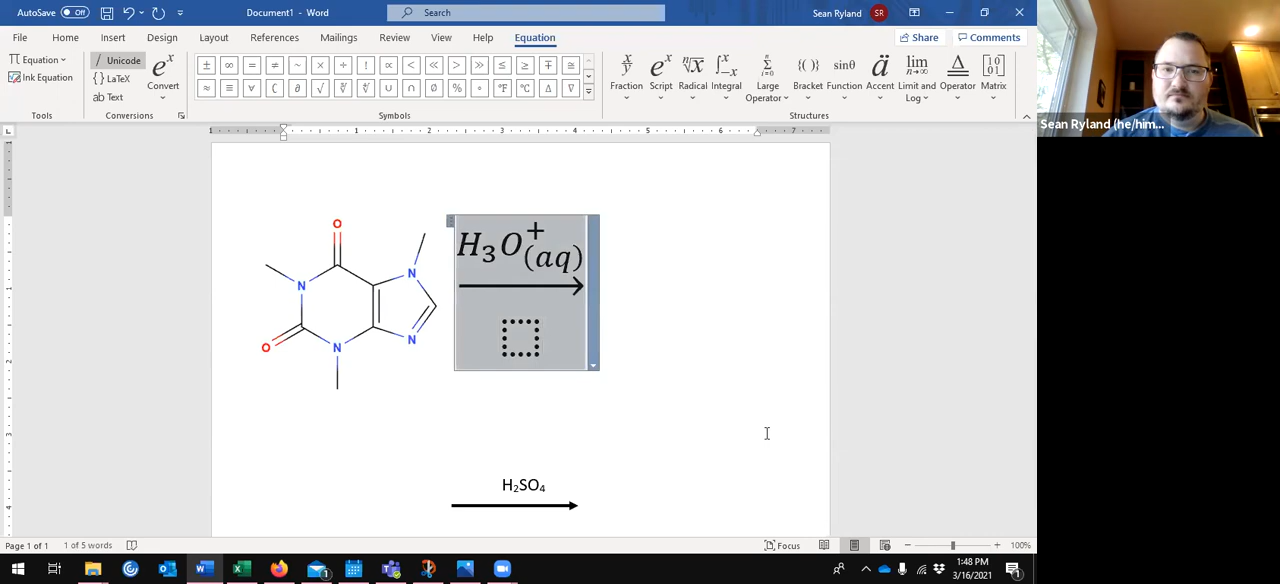 AutoSave Off
Document1 - Word
Search
Sean Ryland SR
File Home Insert Design Layout References Mailings Review View Help Equation
Share Comments
Equation
Ink Equation
Unicode
LaTeX
Text
Convert
Fraction Script Radical Integral Large Operator Bracket Function Accent Limit and Log Operator Matrix
Tools Conversions Symbols Structures
O
N
N
O
N
N
H₃O⁺(aq)
H₂SO₄
Page 1 of 1 1 of 5 words
Focus
100%
1:48 PM
3/16/2021
Sean Ryland (he/him...